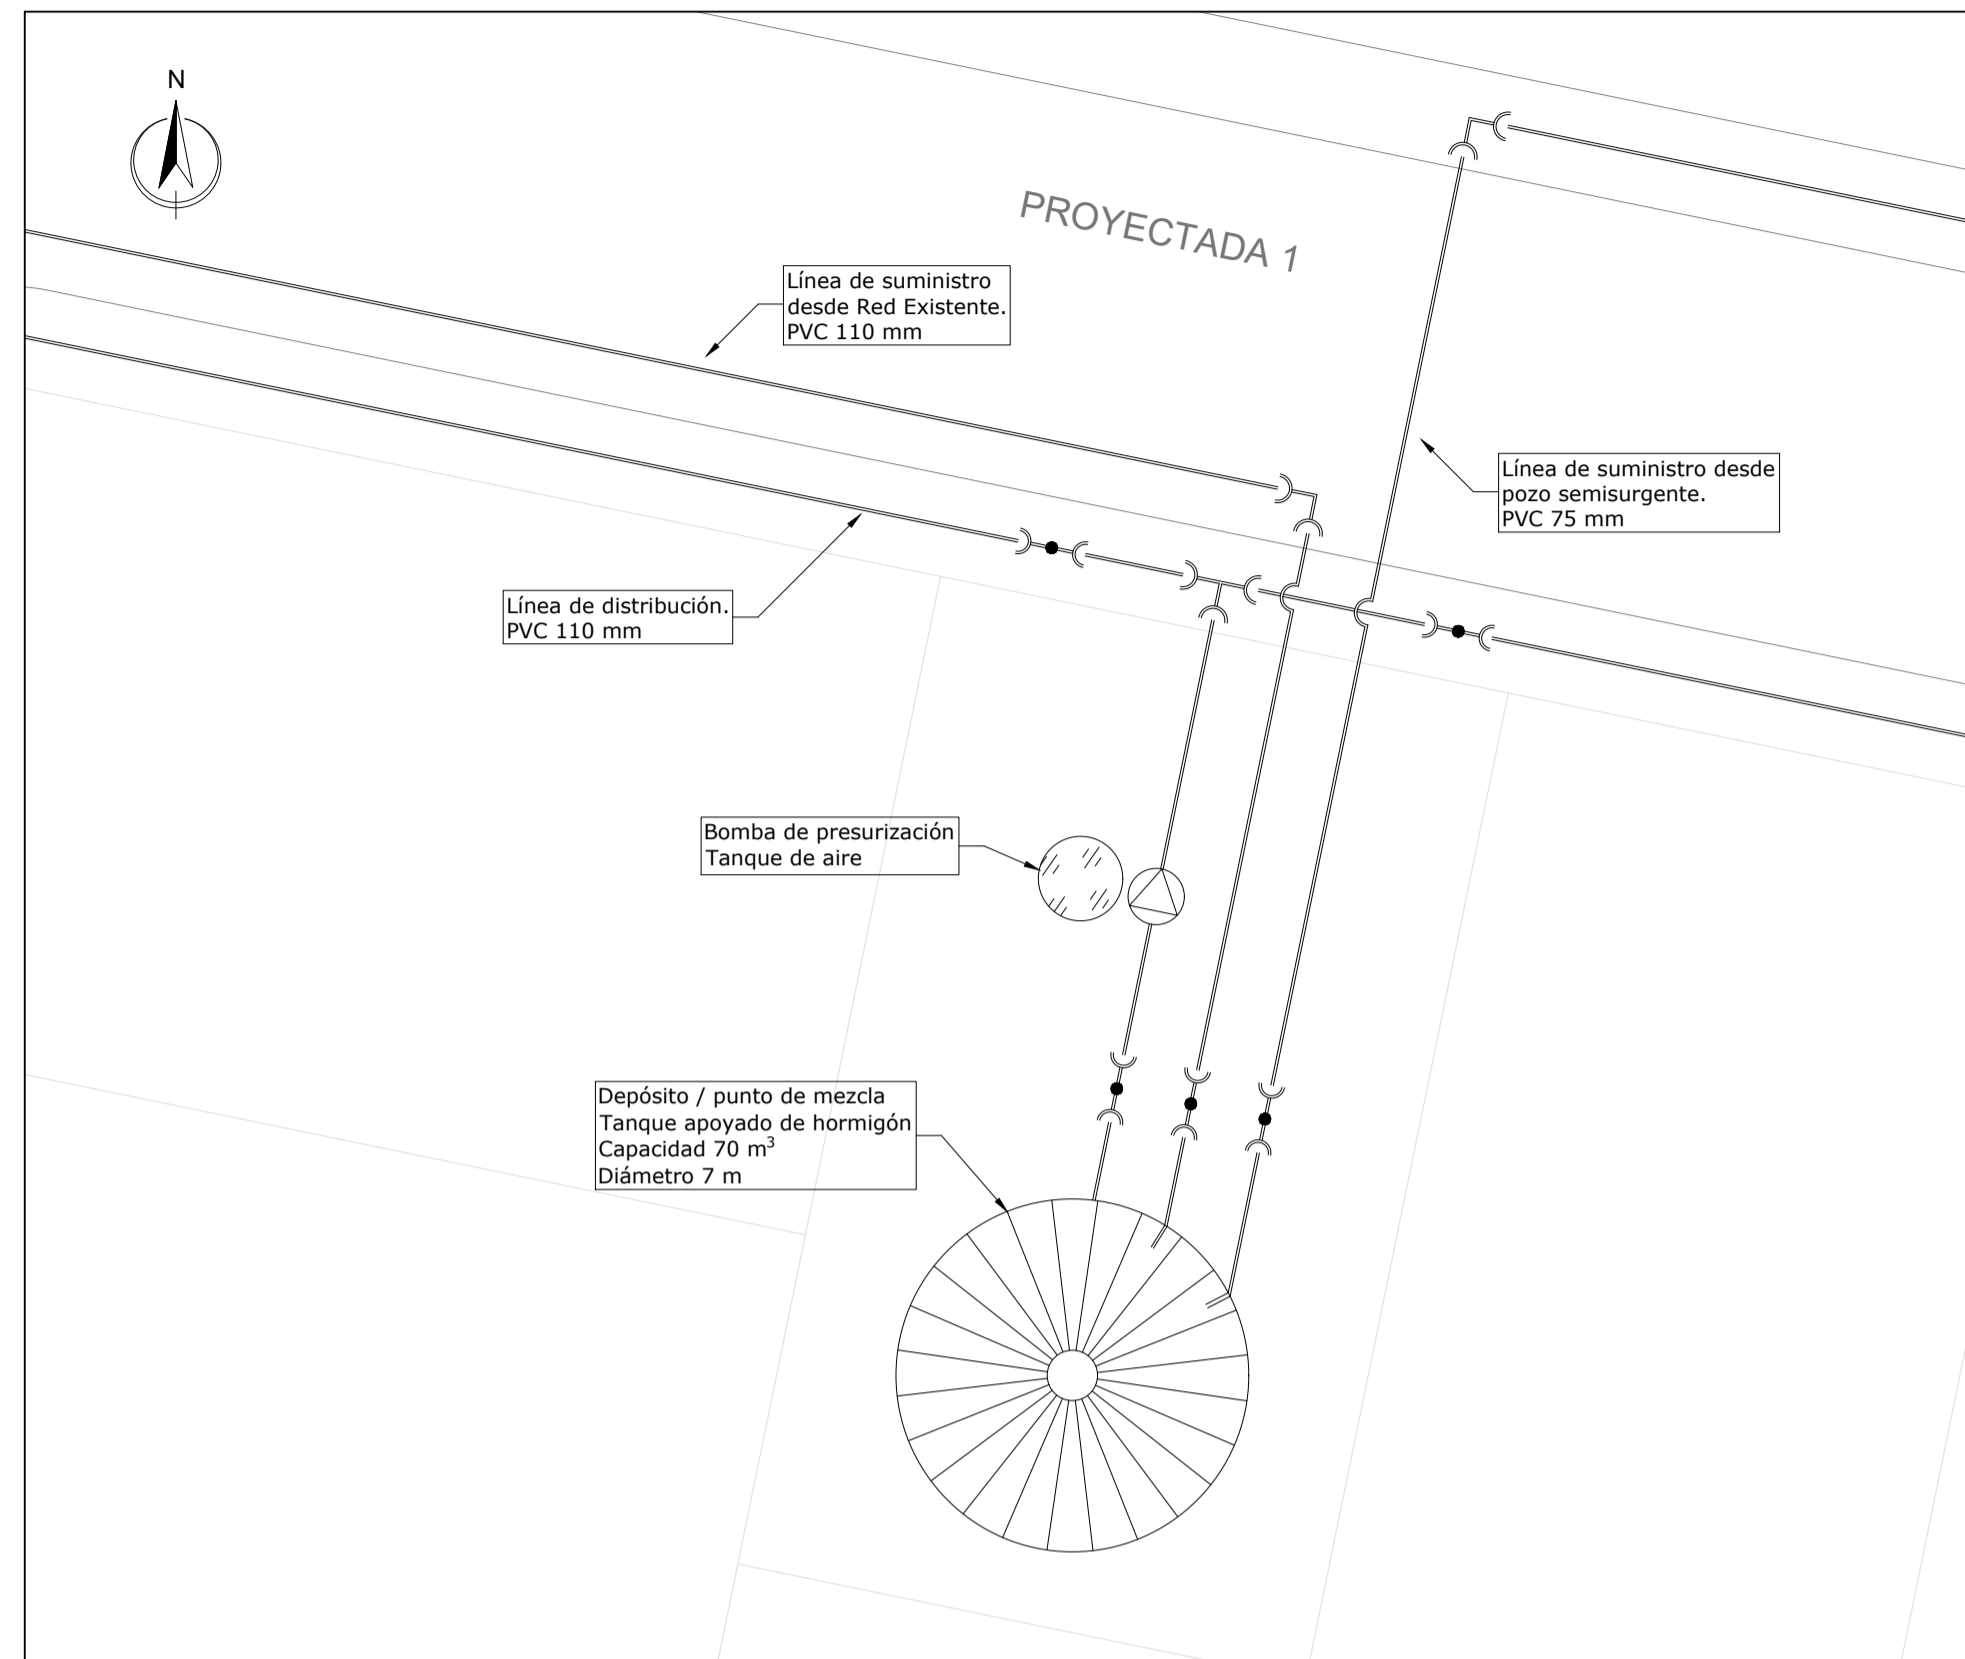 N
PROYECTADA 1
Línea de suministro
desde Red Existente.
PVC 110 mm
Línea de suministro desde
pozo semisurgente.
PVC 75 mm
Línea de distribución.
PVC 110 mm
Bomba de presurización
Tanque de aire
Depósito / punto de mezcla
Tanque apoyado de hormigón
Capacidad 70 m³
Diámetro 7 m